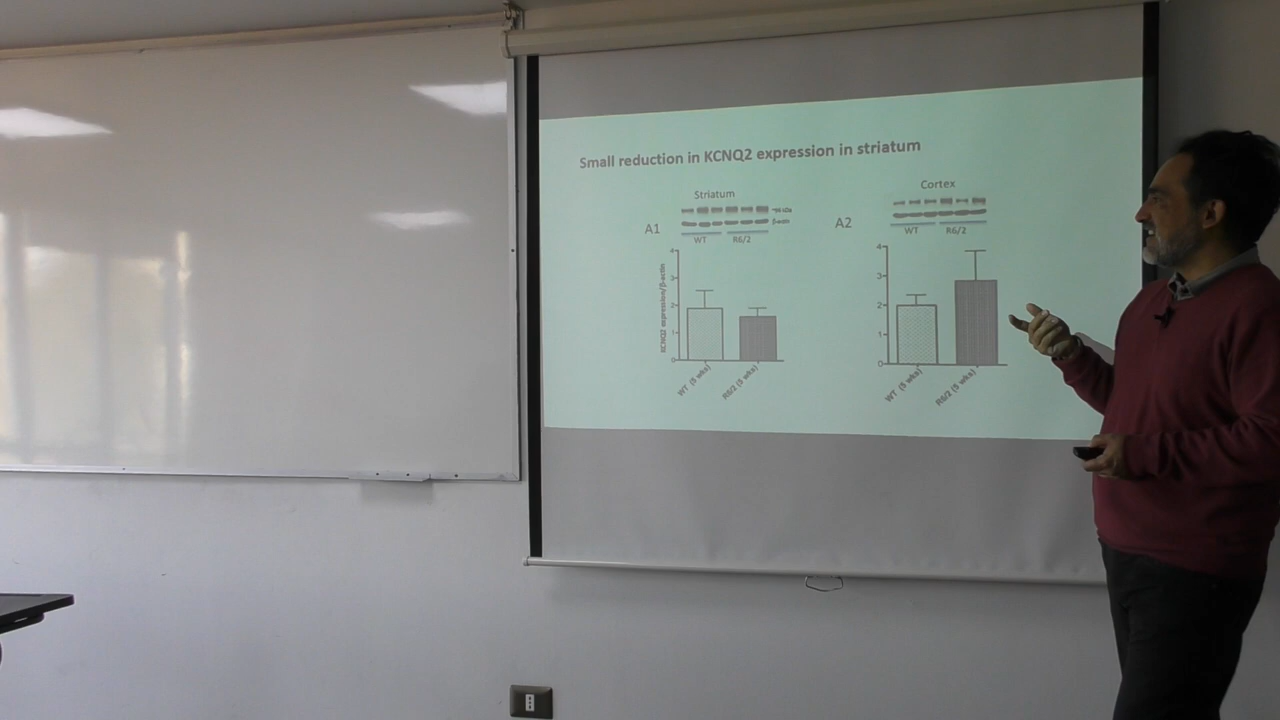 Small reduction in KCNQ2 expression in striatum
Striatum
A1
β-actin
WT R6/2
KCNQ2 expression/β-actin
4
3
2
1
0
WT (5 wks)
R6/2 (5 wks)
Cortex
A2
WT R6/2
4
3
2
1
0
WT (5 wks)
R6/2 (5 wks)